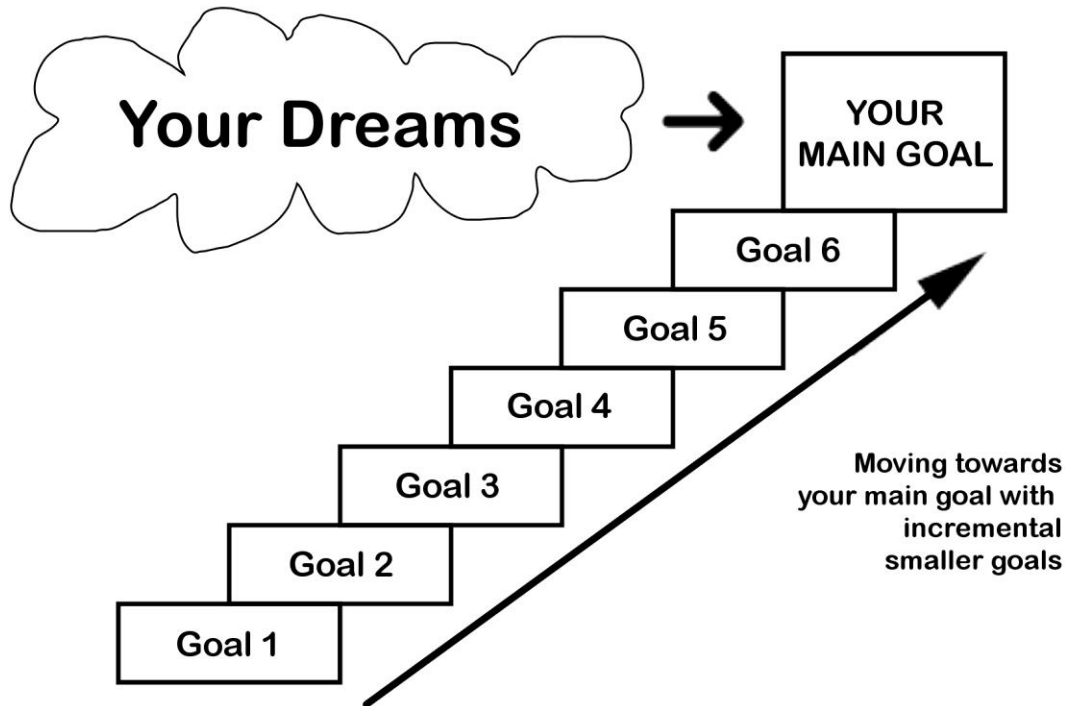 Your Dreams
YOUR
MAIN GOAL
Goal 6
Goal 5
Goal 4
Goal 3
Goal 2
Goal 1
Moving towards
your main goal with
incremental
smaller goals